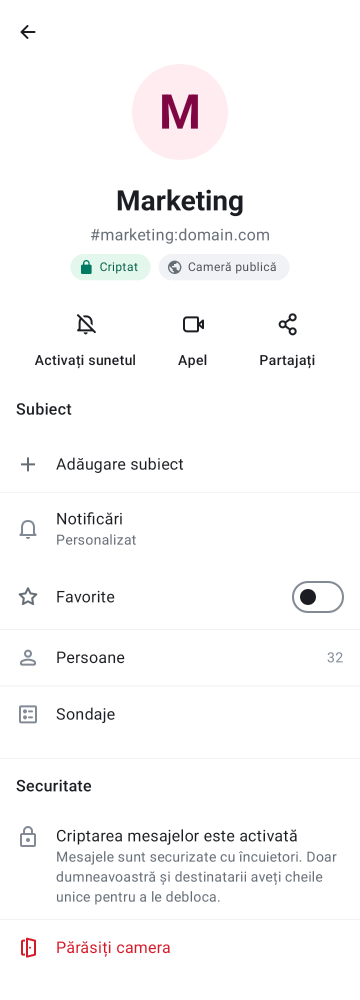 M
Marketing
#marketing:domain.com
Criptat
Cameră publică
Activați sunetul
Apel
Partajați
Subiect
Adăugare subiect
Notificări
Personalizat
Favorite
Persoane
32
Sondaje
Securitate
Criptarea mesajelor este activată
Mesajele sunt securizate cu încuietori. Doar
dumneavoastră și destinatarii aveți cheile
unice pentru a le debloca.
Părăsiți camera